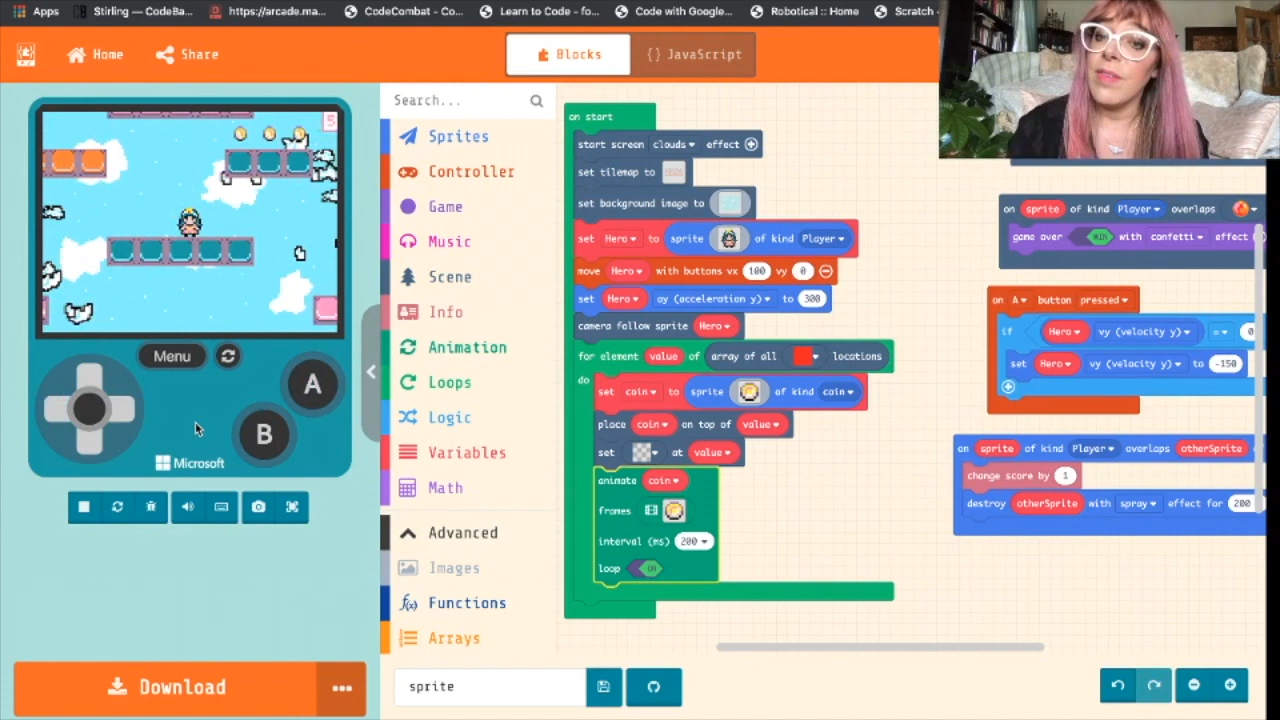 Apps
Stirling — CodeBa...
https://arcade.ma...
CodeCombat - Co...
Learn to Code - fo...
Code with Google...
Robotical :: Home
Scratch -
Home
Share
Blocks
{} JavaScript
Search...
5
Sprites
Controller
Game
Music
Scene
Info
Animation
Loops
Logic
Variables
Math
Advanced
Images
Functions
Arrays
Menu
A
B
Microsoft
Download
sprite
on start
start screen clouds effect
set tilemap to
set background image to
set Hero to sprite of kind Player
move Hero with buttons vx 100 vy 0
set Hero ay (acceleration y) to 300
camera follow sprite Hero
for element value of array of all locations
do
set coin to sprite of kind coin
place coin on top of value
set at value
animate coin
frames
interval (ms) 200
loop ON
on sprite of kind Player overlaps
game over WIN with confetti effect
on A button pressed
if Hero vy (velocity y) = 0
set Hero vy (velocity y) to -150
on sprite of kind Player overlaps otherSprite
change score by 1
destroy otherSprite with spray effect for 200